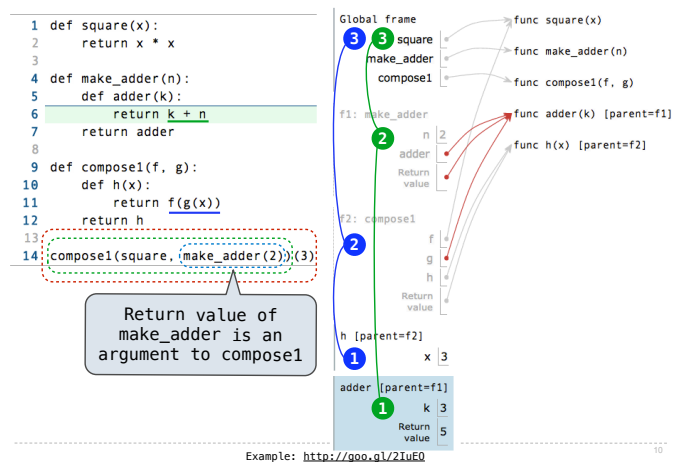 1 def square(x):
2     return x * x
3
4 def make_adder(n):
5     def adder(k):
6         return k + n
7     return adder
8
9 def compose1(f, g):
10     def h(x):
11         return f(g(x))
12     return h
13
14 compose1(square, make_adder(2))(3)
Return value of
make_adder is an
argument to compose1
Global frame
3 3 square
make_adder
compose1
f1: make_adder
n 2
2
adder
Return
value
f2: compose1
2
f
g
h
Return
value
h [parent=f2]
1 x 3
adder [parent=f1]
1 k 3
Return
value 5
func square(x)
func make_adder(n)
func compose1(f, g)
func adder(k) [parent=f1]
func h(x) [parent=f2]
Example: http://goo.gl/2IuEO
10